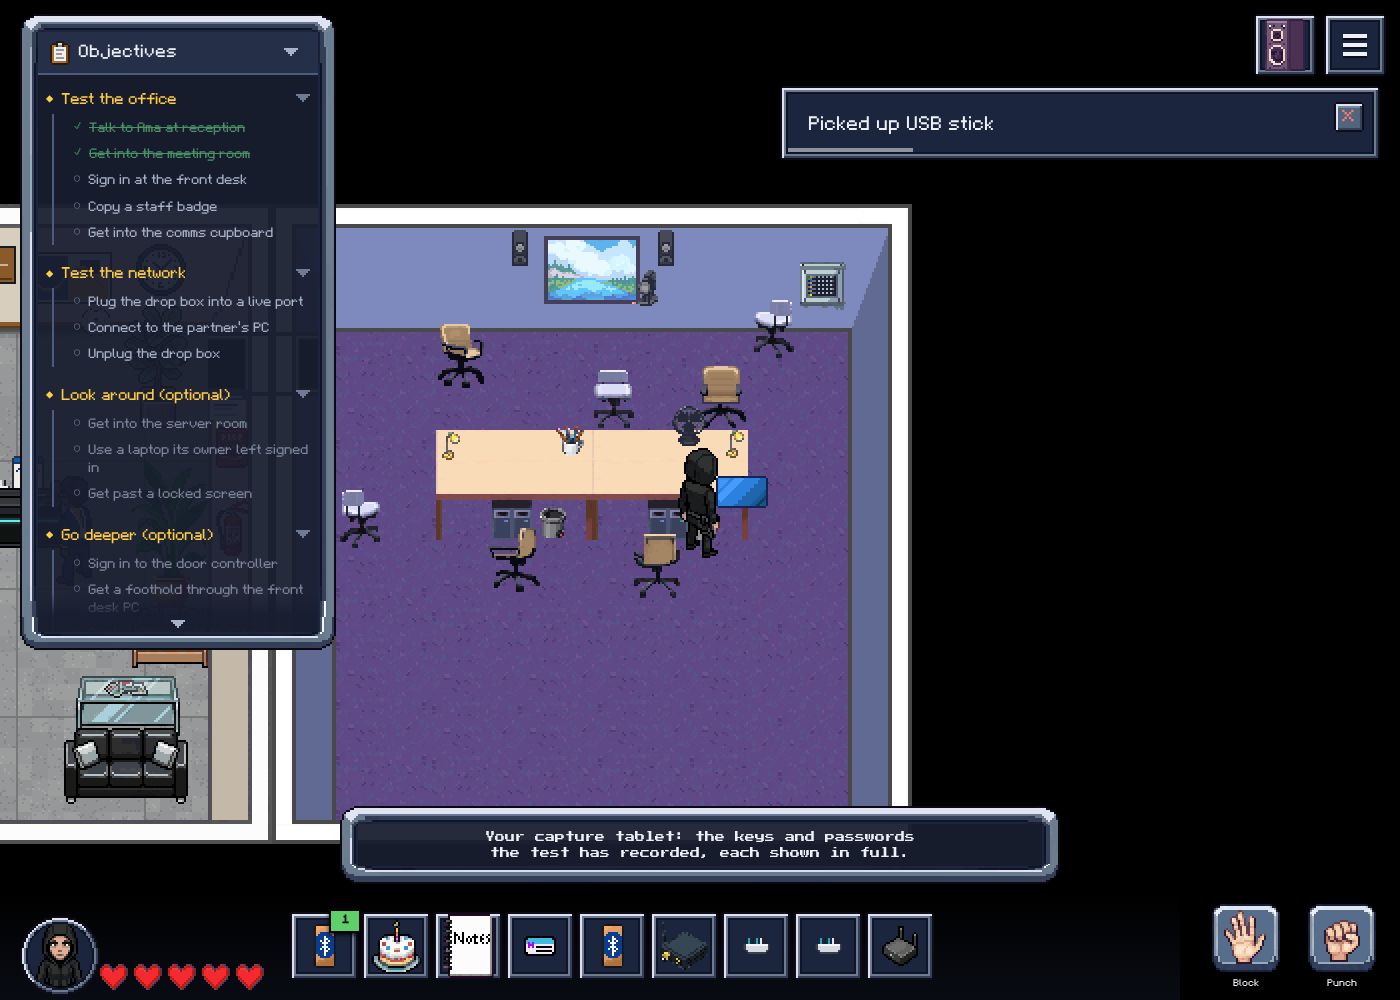 Objectives
Test the office
Talk to Ama at reception
Get into the meeting room
Sign in at the front desk
Copy a staff badge
Get into the comms cupboard
Test the network
Plug the drop box into a live port
Connect to the partner's PC
Unplug the drop box
Look around (optional)
Get into the server room
Use a laptop its owner left signed
in
Get past a locked screen
Go deeper (optional)
Sign in to the door controller
Get a foothold through the front
desk PC
Picked up USB stick
Your capture tablet: the keys and passwords
the test has recorded, each shown in full.
1
Notes
Block
Punch